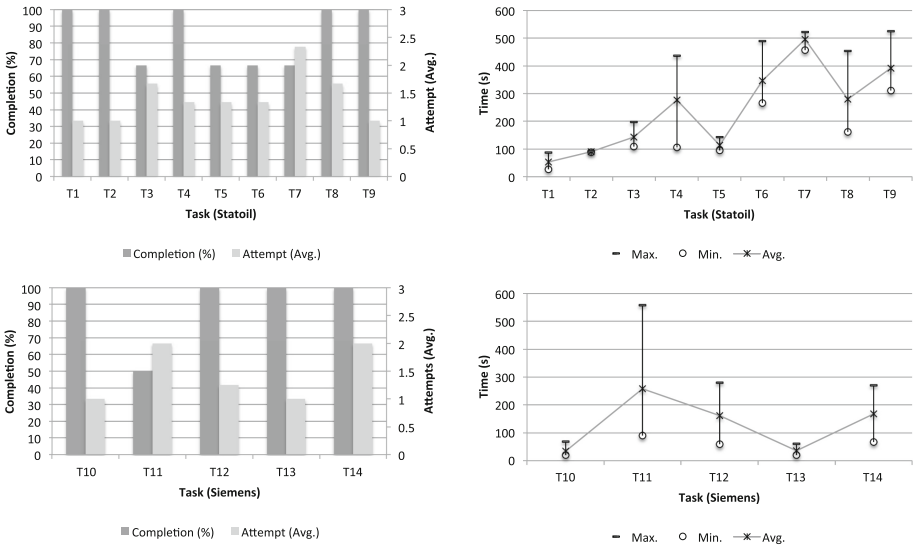 100
90
80
70
60
50
40
30
20
10
0
Completion (%)
3
2.5
2
1.5
1
0.5
0
Attempt (Avg.)
T1 T2 T3 T4 T5 T6 T7 T8 T9
Task (Statoil)
Completion (%) Attempt (Avg.)
600
500
400
300
200
100
0
Time (s)
T1 T2 T3 T4 T5 T6 T7 T8 T9
Task (Statoil)
Max. Min. Avg.
100
90
80
70
60
50
40
30
20
10
0
Completion (%)
3
2.5
2
1.5
1
0.5
0
Attempts (Avg.)
T10 T11 T12 T13 T14
Task (Siemens)
Completion (%) Attempt (Avg.)
600
500
400
300
200
100
0
Time (s)
T10 T11 T12 T13 T14
Task (Siemens)
Max. Min. Avg.